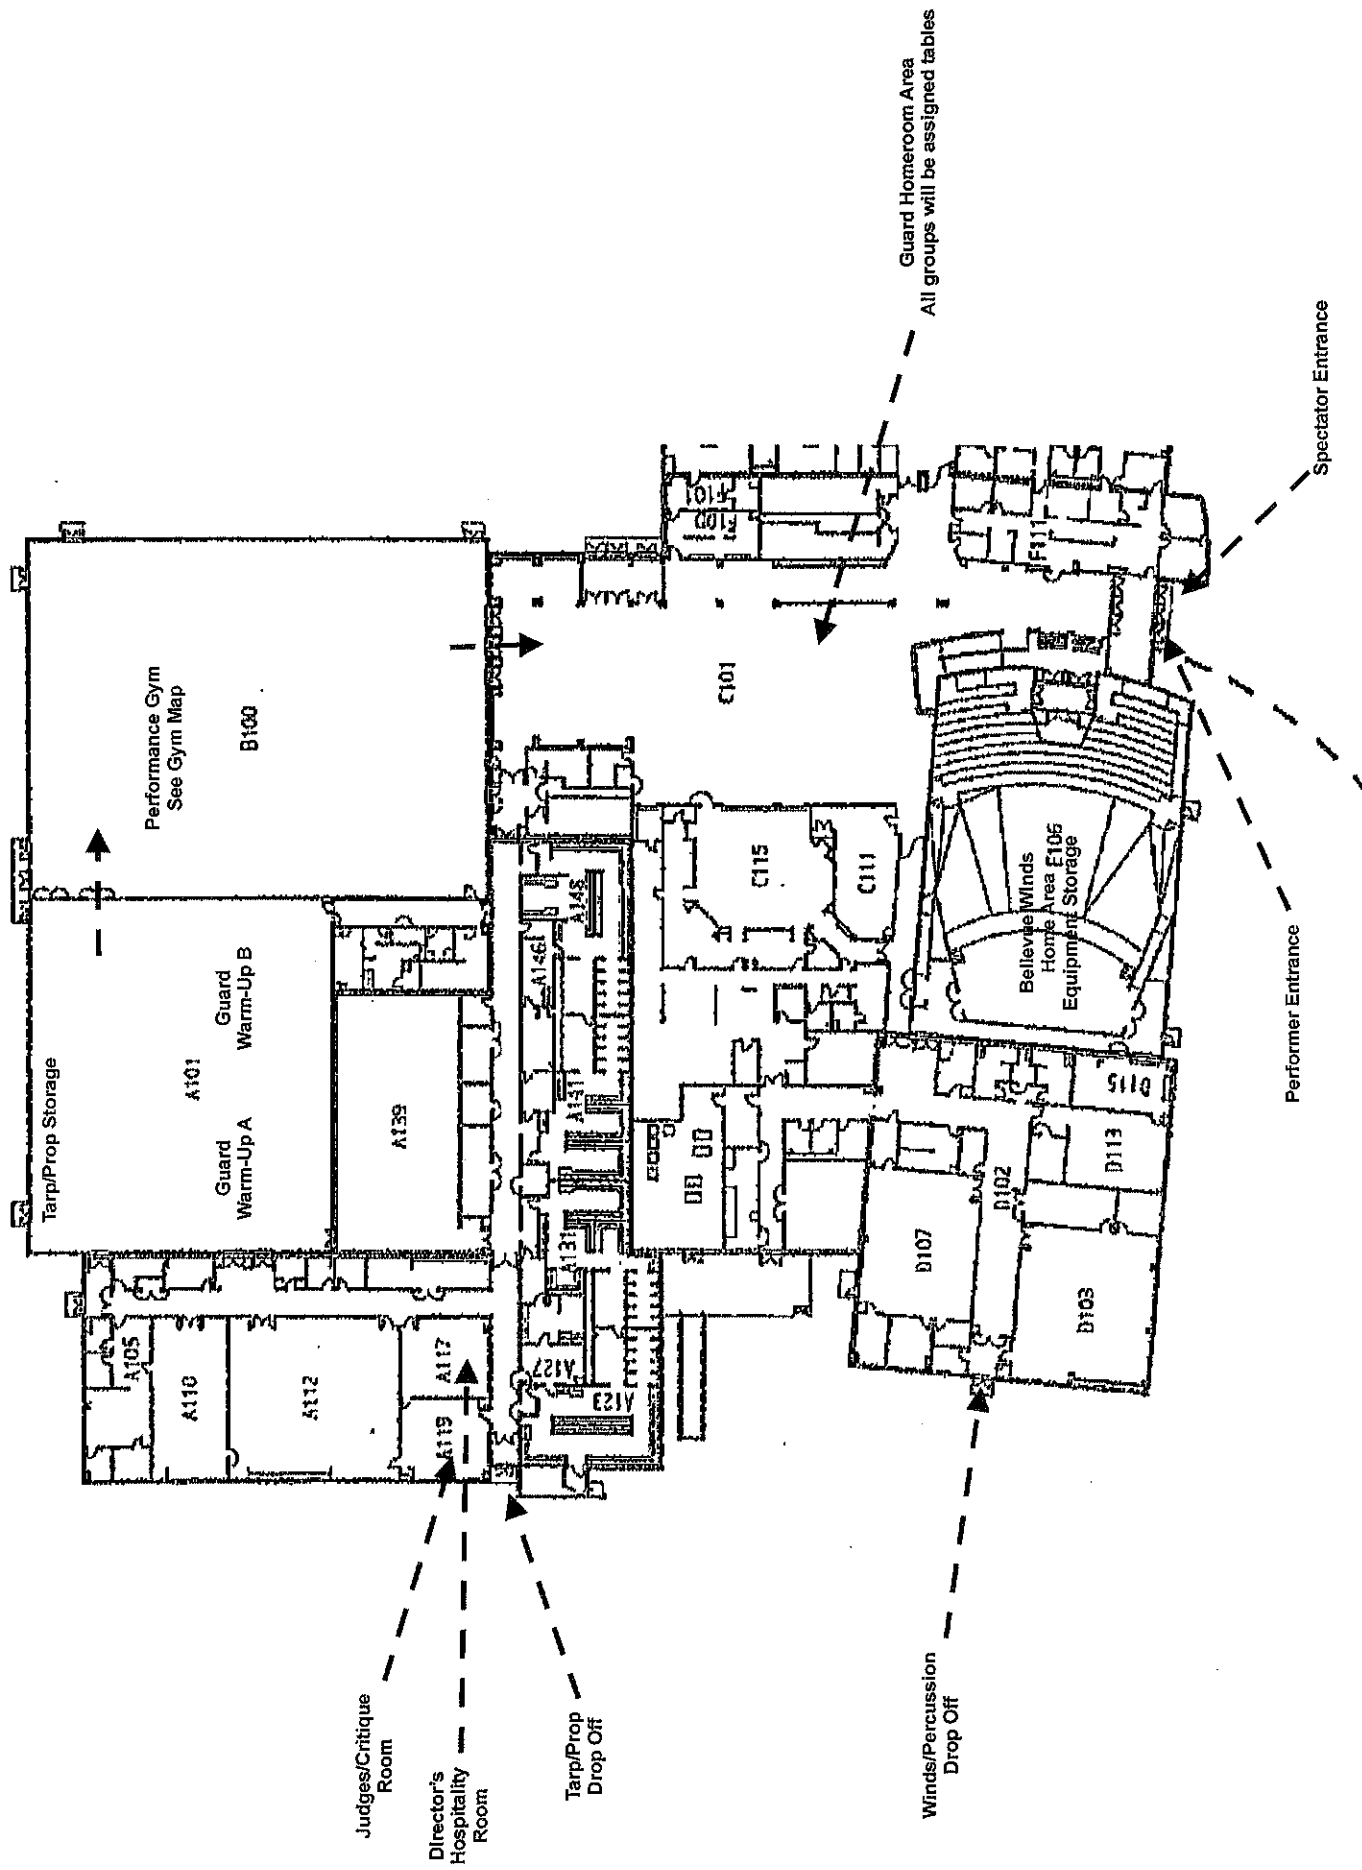 Tarp/Prop Storage
A101
Guard
Warm-Up A
Guard
Warm-Up B
Performance Gym
See Gym Map
B100
A105
A110
A112
A117
A119
A139
A123
A127
A131
A141
A146
A148
C101
C115
C111
F100
F101
F111
Bellevue Winds
Home Area E106
Equipment Storage
D102
D103
D107
D113
D115
Judges/Critique
Room
Director's
Hospitality
Room
Tarp/Prop
Drop Off
Winds/Percussion
Drop Off
Performer Entrance
Spectator Entrance
Guard Homeroom Area
All groups will be assigned tables